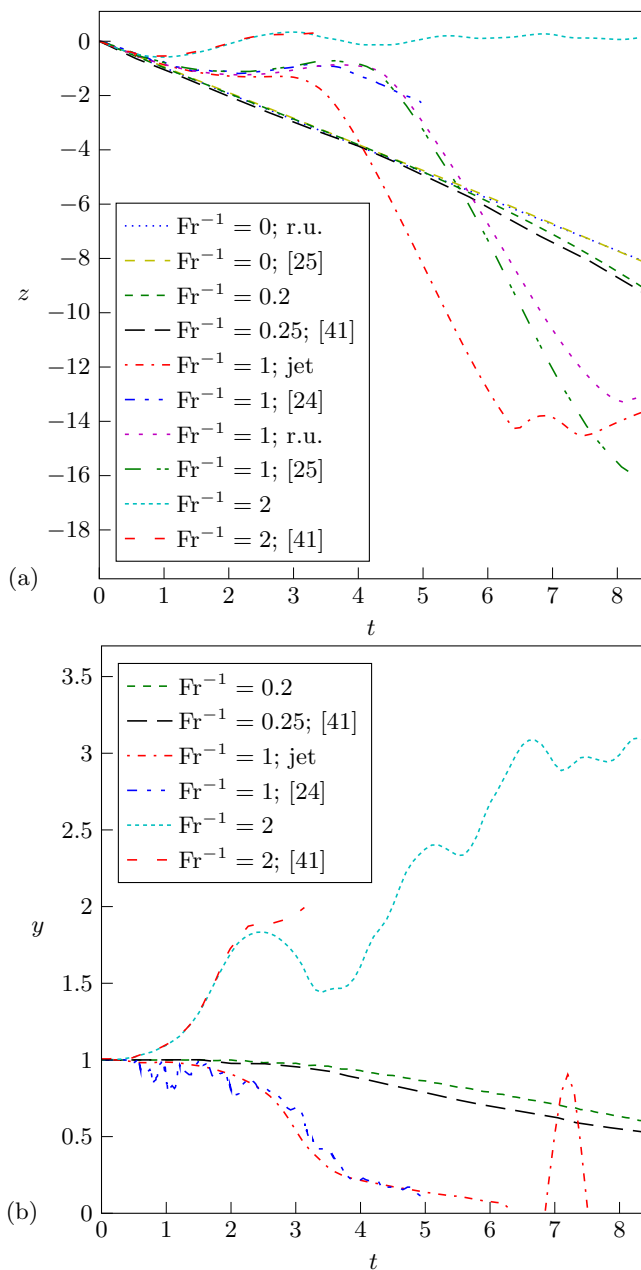 0
−2
−4
−6
−8
−10
−12
−14
−16
−18
z
Fr⁻¹ = 0; r.u.
Fr⁻¹ = 0; [25]
Fr⁻¹ = 0.2
Fr⁻¹ = 0.25; [41]
Fr⁻¹ = 1; jet
Fr⁻¹ = 1; [24]
Fr⁻¹ = 1; r.u.
Fr⁻¹ = 1; [25]
Fr⁻¹ = 2
Fr⁻¹ = 2; [41]
(a)
0 1 2 3 4 5 6 7 8
t
3.5
3
2.5
2
1.5
1
0.5
0
y
Fr⁻¹ = 0.2
Fr⁻¹ = 0.25; [41]
Fr⁻¹ = 1; jet
Fr⁻¹ = 1; [24]
Fr⁻¹ = 2
Fr⁻¹ = 2; [41]
(b)
0 1 2 3 4 5 6 7 8
t